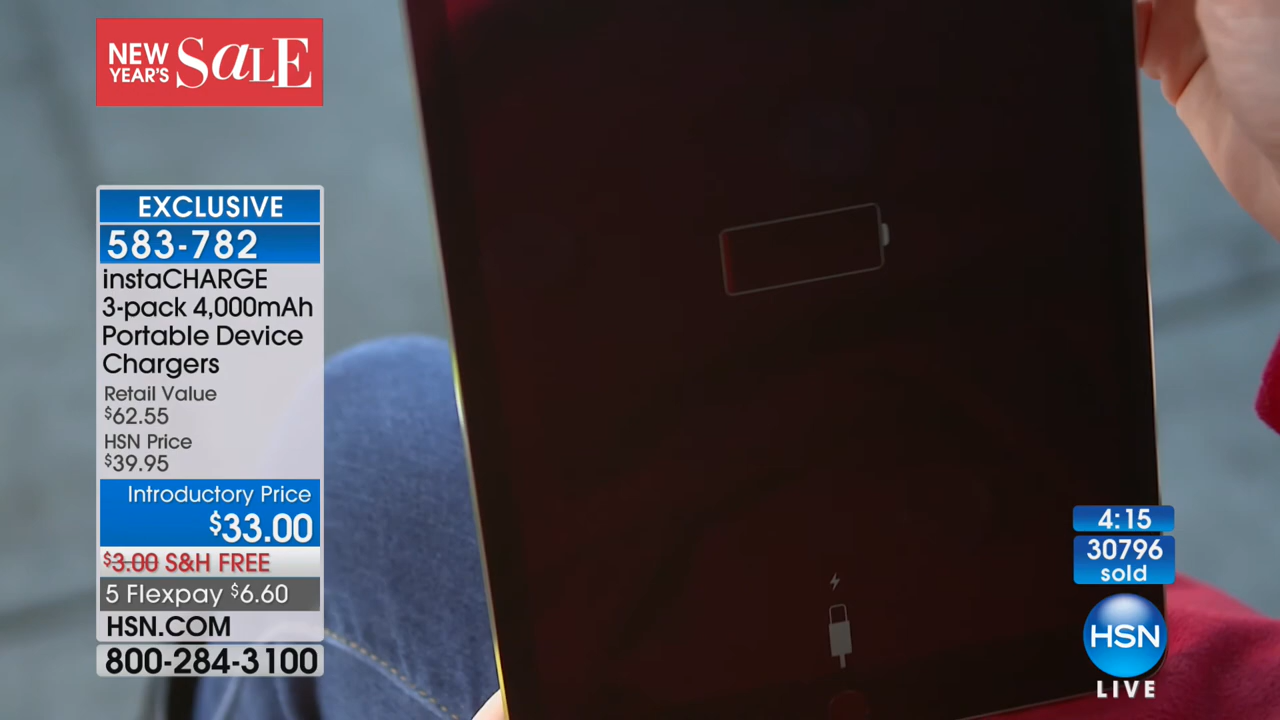 NEW
YEAR'S SALE
EXCLUSIVE
583-782
instaCHARGE
3-pack 4,000mAh
Portable Device
Chargers
Retail Value
$62.55
HSN Price
$39.95
Introductory Price
$33.00
$3.00 S&H FREE
5 Flexpay $6.60
HSN.COM
800-284-3100
4:15
30796
sold
HSN
LIVE